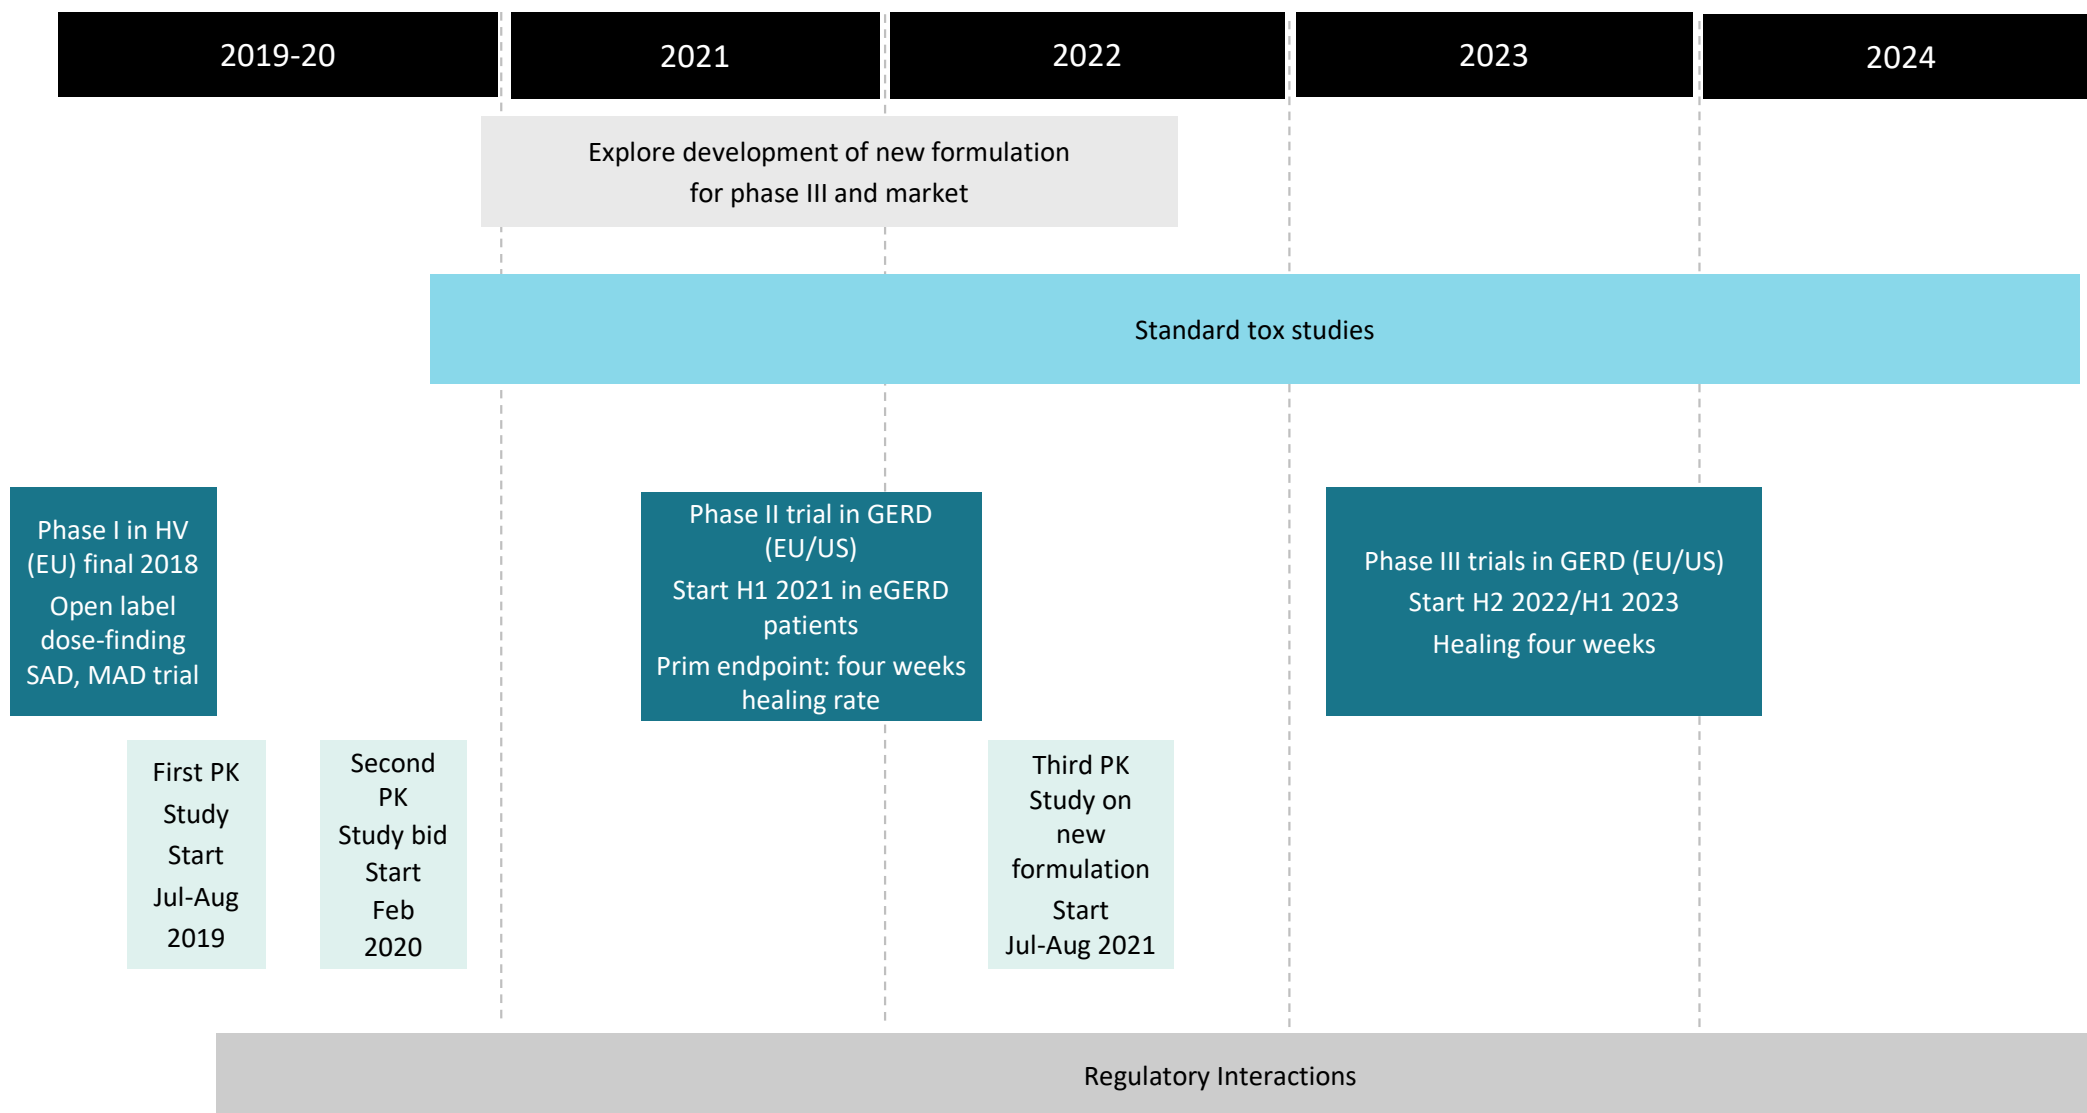 2019-20
2021
2022
2023
2024
Explore development of new formulation
for phase III and market
Standard tox studies
Phase I in HV
(EU) final 2018
Open label
dose-finding
SAD, MAD trial
Phase II trial in GERD
(EU/US)
Start H1 2021 in eGERD
patients
Prim endpoint: four weeks
healing rate
Phase III trials in GERD (EU/US)
Start H2 2022/H1 2023
Healing four weeks
First PK
Study
Start
Jul-Aug
2019
Second
PK
Study bid
Start
Feb
2020
Third PK
Study on
new
formulation
Start
Jul-Aug 2021
Regulatory Interactions